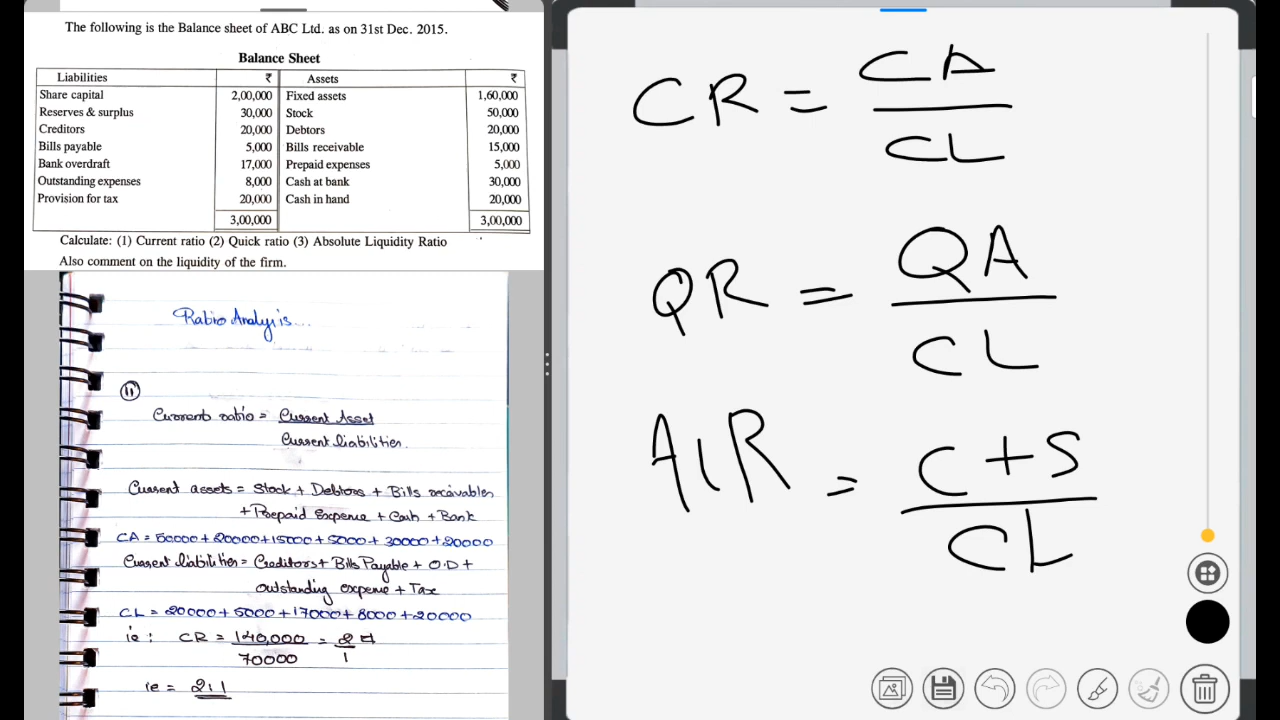 The following is the Balance sheet of ABC Ltd. as on 31st Dec. 2015.
Balance Sheet
Liabilities ₹ Assets ₹
Share capital 2,00,000 Fixed assets 1,60,000
Reserves & surplus 30,000 Stock 50,000
Creditors 20,000 Debtors 20,000
Bills payable 5,000 Bills receivable 15,000
Bank overdraft 17,000 Prepaid expenses 5,000
Outstanding expenses 8,000 Cash at bank 30,000
Provision for tax 20,000 Cash in hand 20,000
3,00,000 3,00,000
Calculate: (1) Current ratio (2) Quick ratio (3) Absolute Liquidity Ratio
Also comment on the liquidity of the firm.
Ratio Analysis...
11
Current ratio = Current Asset
Current liabilities.
Current assets = Stock + Debtors + Bills receivables
+ Prepaid Expense + Cash + Bank
CA = 50000 + 20000 + 15000 + 5000 + 30000 + 20000
Current liabilities = Creditors + Bills Payable + O.D +
outstanding expense + Tax
CL = 20000 + 5000 + 17000 + 8000 + 20000
ie : CR = 140,000 = 2
70000 1
ie = 2:1
CR = CA
CL
QR = QA
CL
AlR = C + S
CL